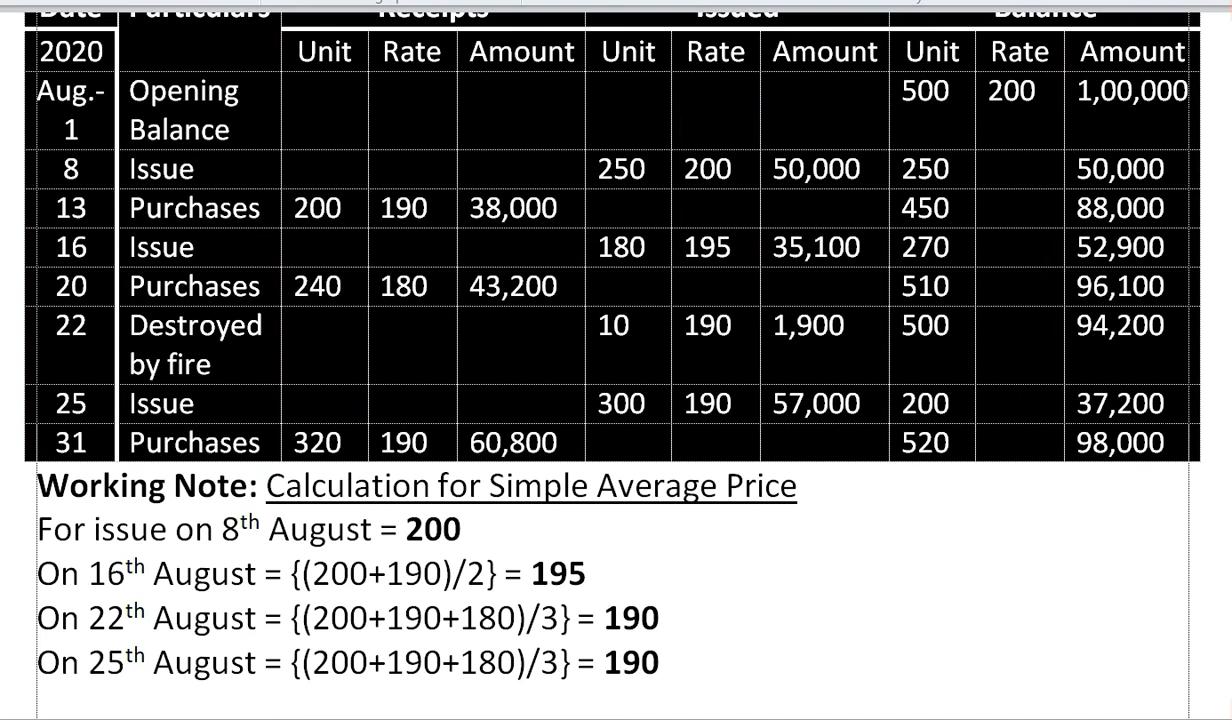 Date Particulars Receipts Issued Balance
2020 Unit Rate Amount Unit Rate Amount Unit Rate Amount
Aug.- Opening 500 200 1,00,000
1 Balance
8 Issue 250 200 50,000 250 50,000
13 Purchases 200 190 38,000 450 88,000
16 Issue 180 195 35,100 270 52,900
20 Purchases 240 180 43,200 510 96,100
22 Destroyed 10 190 1,900 500 94,200
by fire
25 Issue 300 190 57,000 200 37,200
31 Purchases 320 190 60,800 520 98,000
Working Note: Calculation for Simple Average Price
For issue on 8th August = 200
On 16th August = {(200+190)/2} = 195
On 22th August = {(200+190+180)/3} = 190
On 25th August = {(200+190+180)/3} = 190